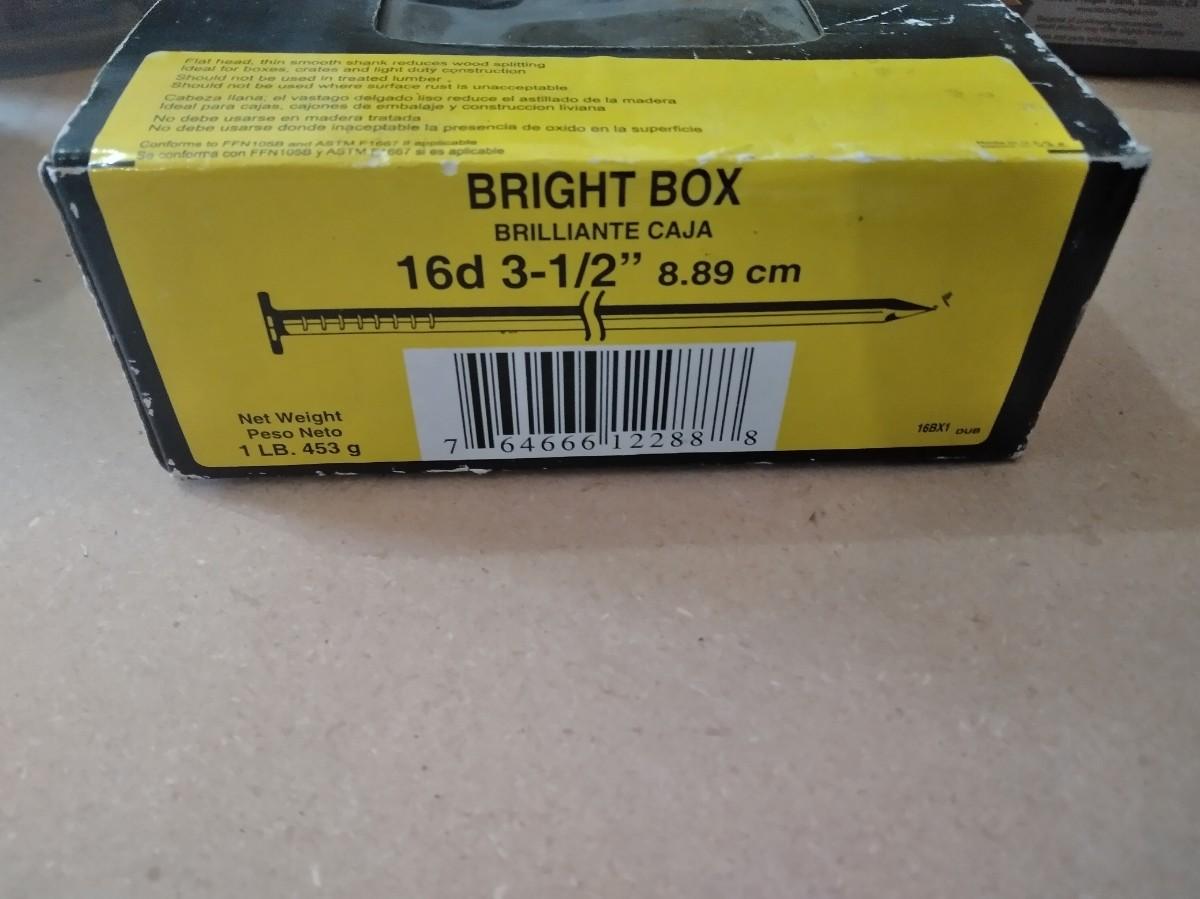 Flat head, thin smooth shank reduces wood splitting
Ideal for boxes, crates and light duty construction
Should not be used in treated lumber
Should not be used where surface rust is unacceptable
Cabeza llana; el vastago delgado liso reduce el astillado de la madera
Ideal para cajas, cajones de embalaje y construccion liviana
No debe usarse en madera tratada
No debe usarse donde inaceptable la presencia de oxido en la superficie
Conforms to FFN105B and ASTM F1667 if applicable
Se conforma con FFN105B y ASTM F1667 si es aplicable
BRIGHT BOX
BRILLIANTE CAJA
16d 3-1/2” 8.89 cm
Net Weight
Peso Neto
1 LB. 453 g
7 64666 12288 8
16BX1 DUB